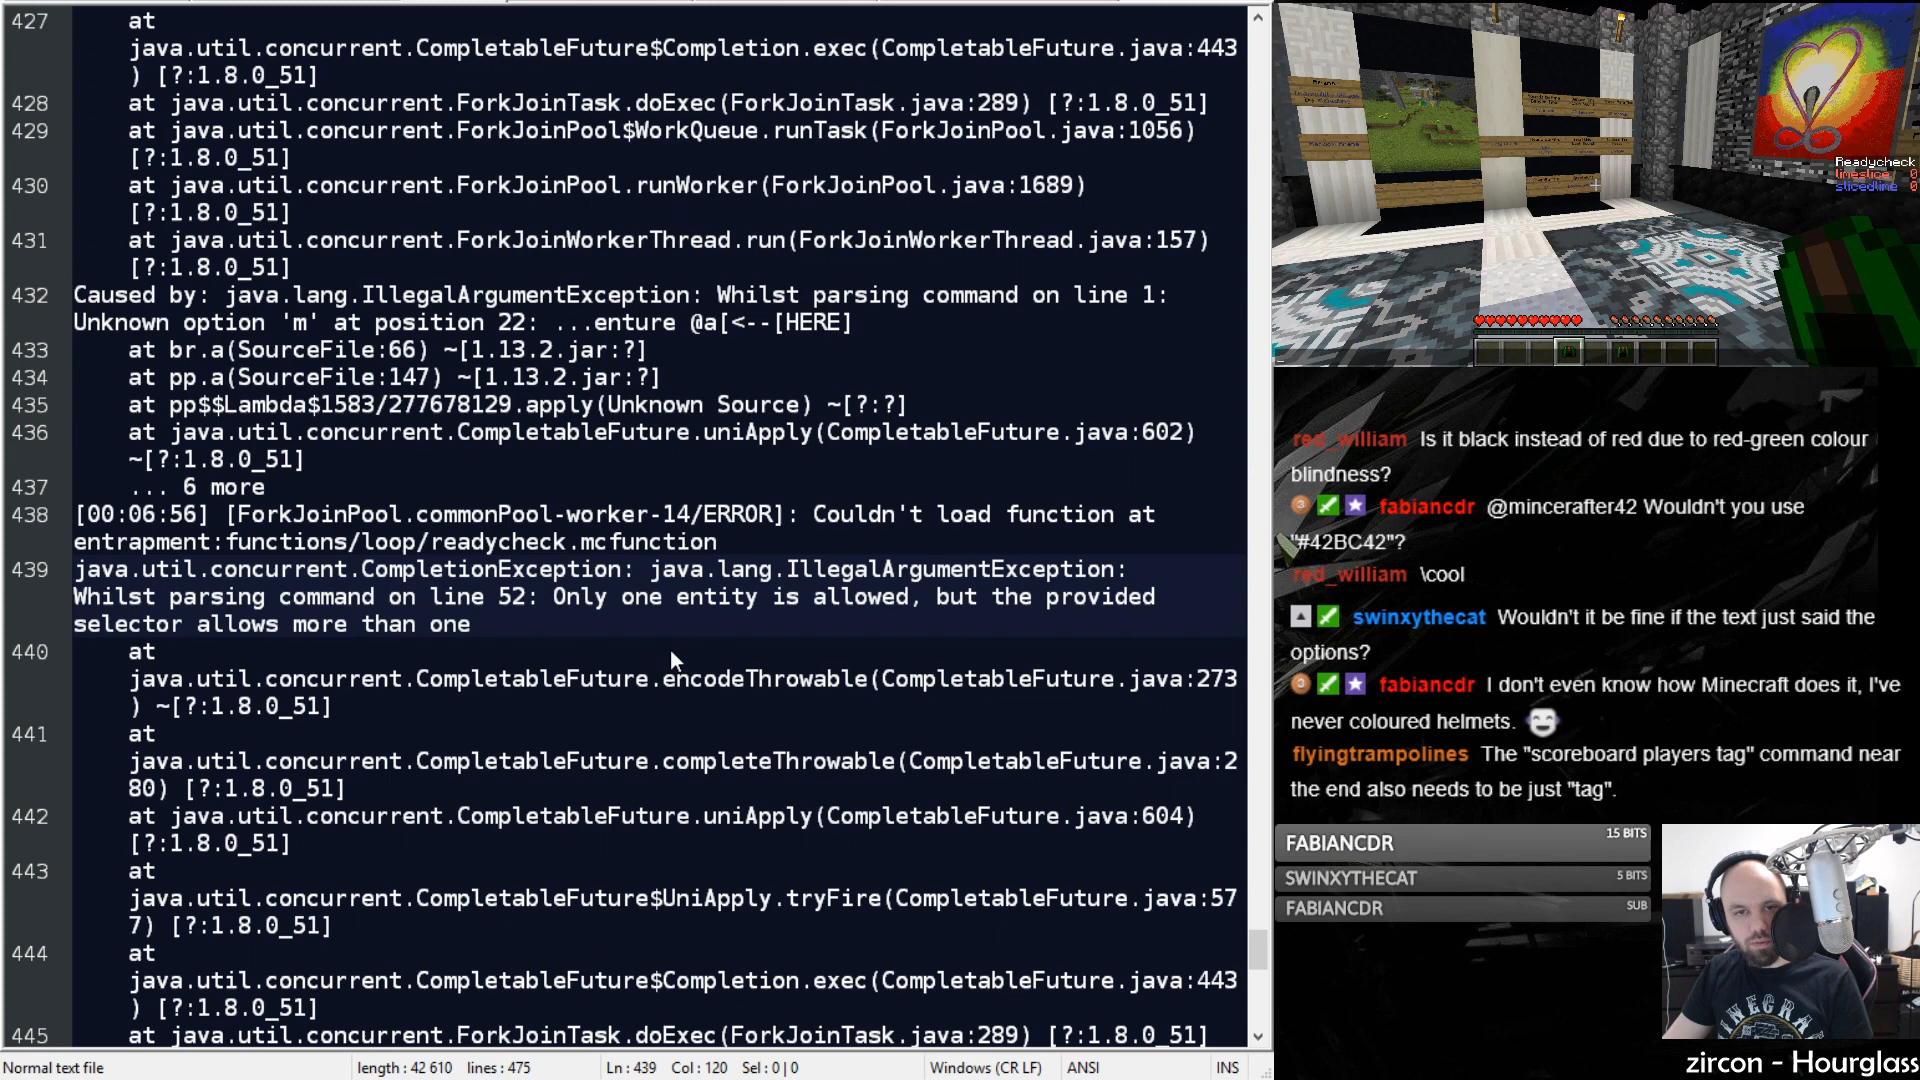 427 at
java.util.concurrent.CompletableFuture$Completion.exec(CompletableFuture.java:443
) [?:1.8.0_51]
428 at java.util.concurrent.ForkJoinTask.doExec(ForkJoinTask.java:289) [?:1.8.0_51]
429 at java.util.concurrent.ForkJoinPool$WorkQueue.runTask(ForkJoinPool.java:1056)
[?:1.8.0_51]
430 at java.util.concurrent.ForkJoinPool.runWorker(ForkJoinPool.java:1689)
[?:1.8.0_51]
431 at java.util.concurrent.ForkJoinWorkerThread.run(ForkJoinWorkerThread.java:157)
[?:1.8.0_51]
432 Caused by: java.lang.IllegalArgumentException: Whilst parsing command on line 1:
Unknown option 'm' at position 22: ...enture @a[<--[HERE]
433 at br.a(SourceFile:66) ~[1.13.2.jar:?]
434 at pp.a(SourceFile:147) ~[1.13.2.jar:?]
435 at pp$$Lambda$1583/277678129.apply(Unknown Source) ~[?:?]
436 at java.util.concurrent.CompletableFuture.uniApply(CompletableFuture.java:602)
~[?:1.8.0_51]
437 ... 6 more
438 [00:06:56] [ForkJoinPool.commonPool-worker-14/ERROR]: Couldn't load function at
entrapment:functions/loop/readycheck.mcfunction
439 java.util.concurrent.CompletionException: java.lang.IllegalArgumentException:
Whilst parsing command on line 52: Only one entity is allowed, but the provided
selector allows more than one
440 at
java.util.concurrent.CompletableFuture.encodeThrowable(CompletableFuture.java:273
) ~[?:1.8.0_51]
441 at
java.util.concurrent.CompletableFuture.completeThrowable(CompletableFuture.java:2
80) [?:1.8.0_51]
442 at java.util.concurrent.CompletableFuture.uniApply(CompletableFuture.java:604)
[?:1.8.0_51]
443 at
java.util.concurrent.CompletableFuture$UniApply.tryFire(CompletableFuture.java:57
7) [?:1.8.0_51]
444 at
java.util.concurrent.CompletableFuture$Completion.exec(CompletableFuture.java:443
) [?:1.8.0_51]
445 at java.util.concurrent.ForkJoinTask.doExec(ForkJoinTask.java:289) [?:1.8.0_51]
Normal text file length : 42 610 lines : 475 Ln : 439 Col : 120 Sel : 0 | 0 Windows (CR LF) ANSI INS
Readycheck
limeslice 0
slicedlime 0
red_william Is it black instead of red due to red-green colour
blindness?
fabiancdr @mincerafter42 Wouldn't you use
"#42BC42"?
red_william \cool
swinxythecat Wouldn't it be fine if the text just said the
options?
fabiancdr I don't even know how Minecraft does it, I've
never coloured helmets.
flyingtrampolines The "scoreboard players tag" command near
the end also needs to be just "tag".
FABIANCDR 15 BITS
SWINXYTHECAT 5 BITS
FABIANCDR SUB
zircon - Hourglass